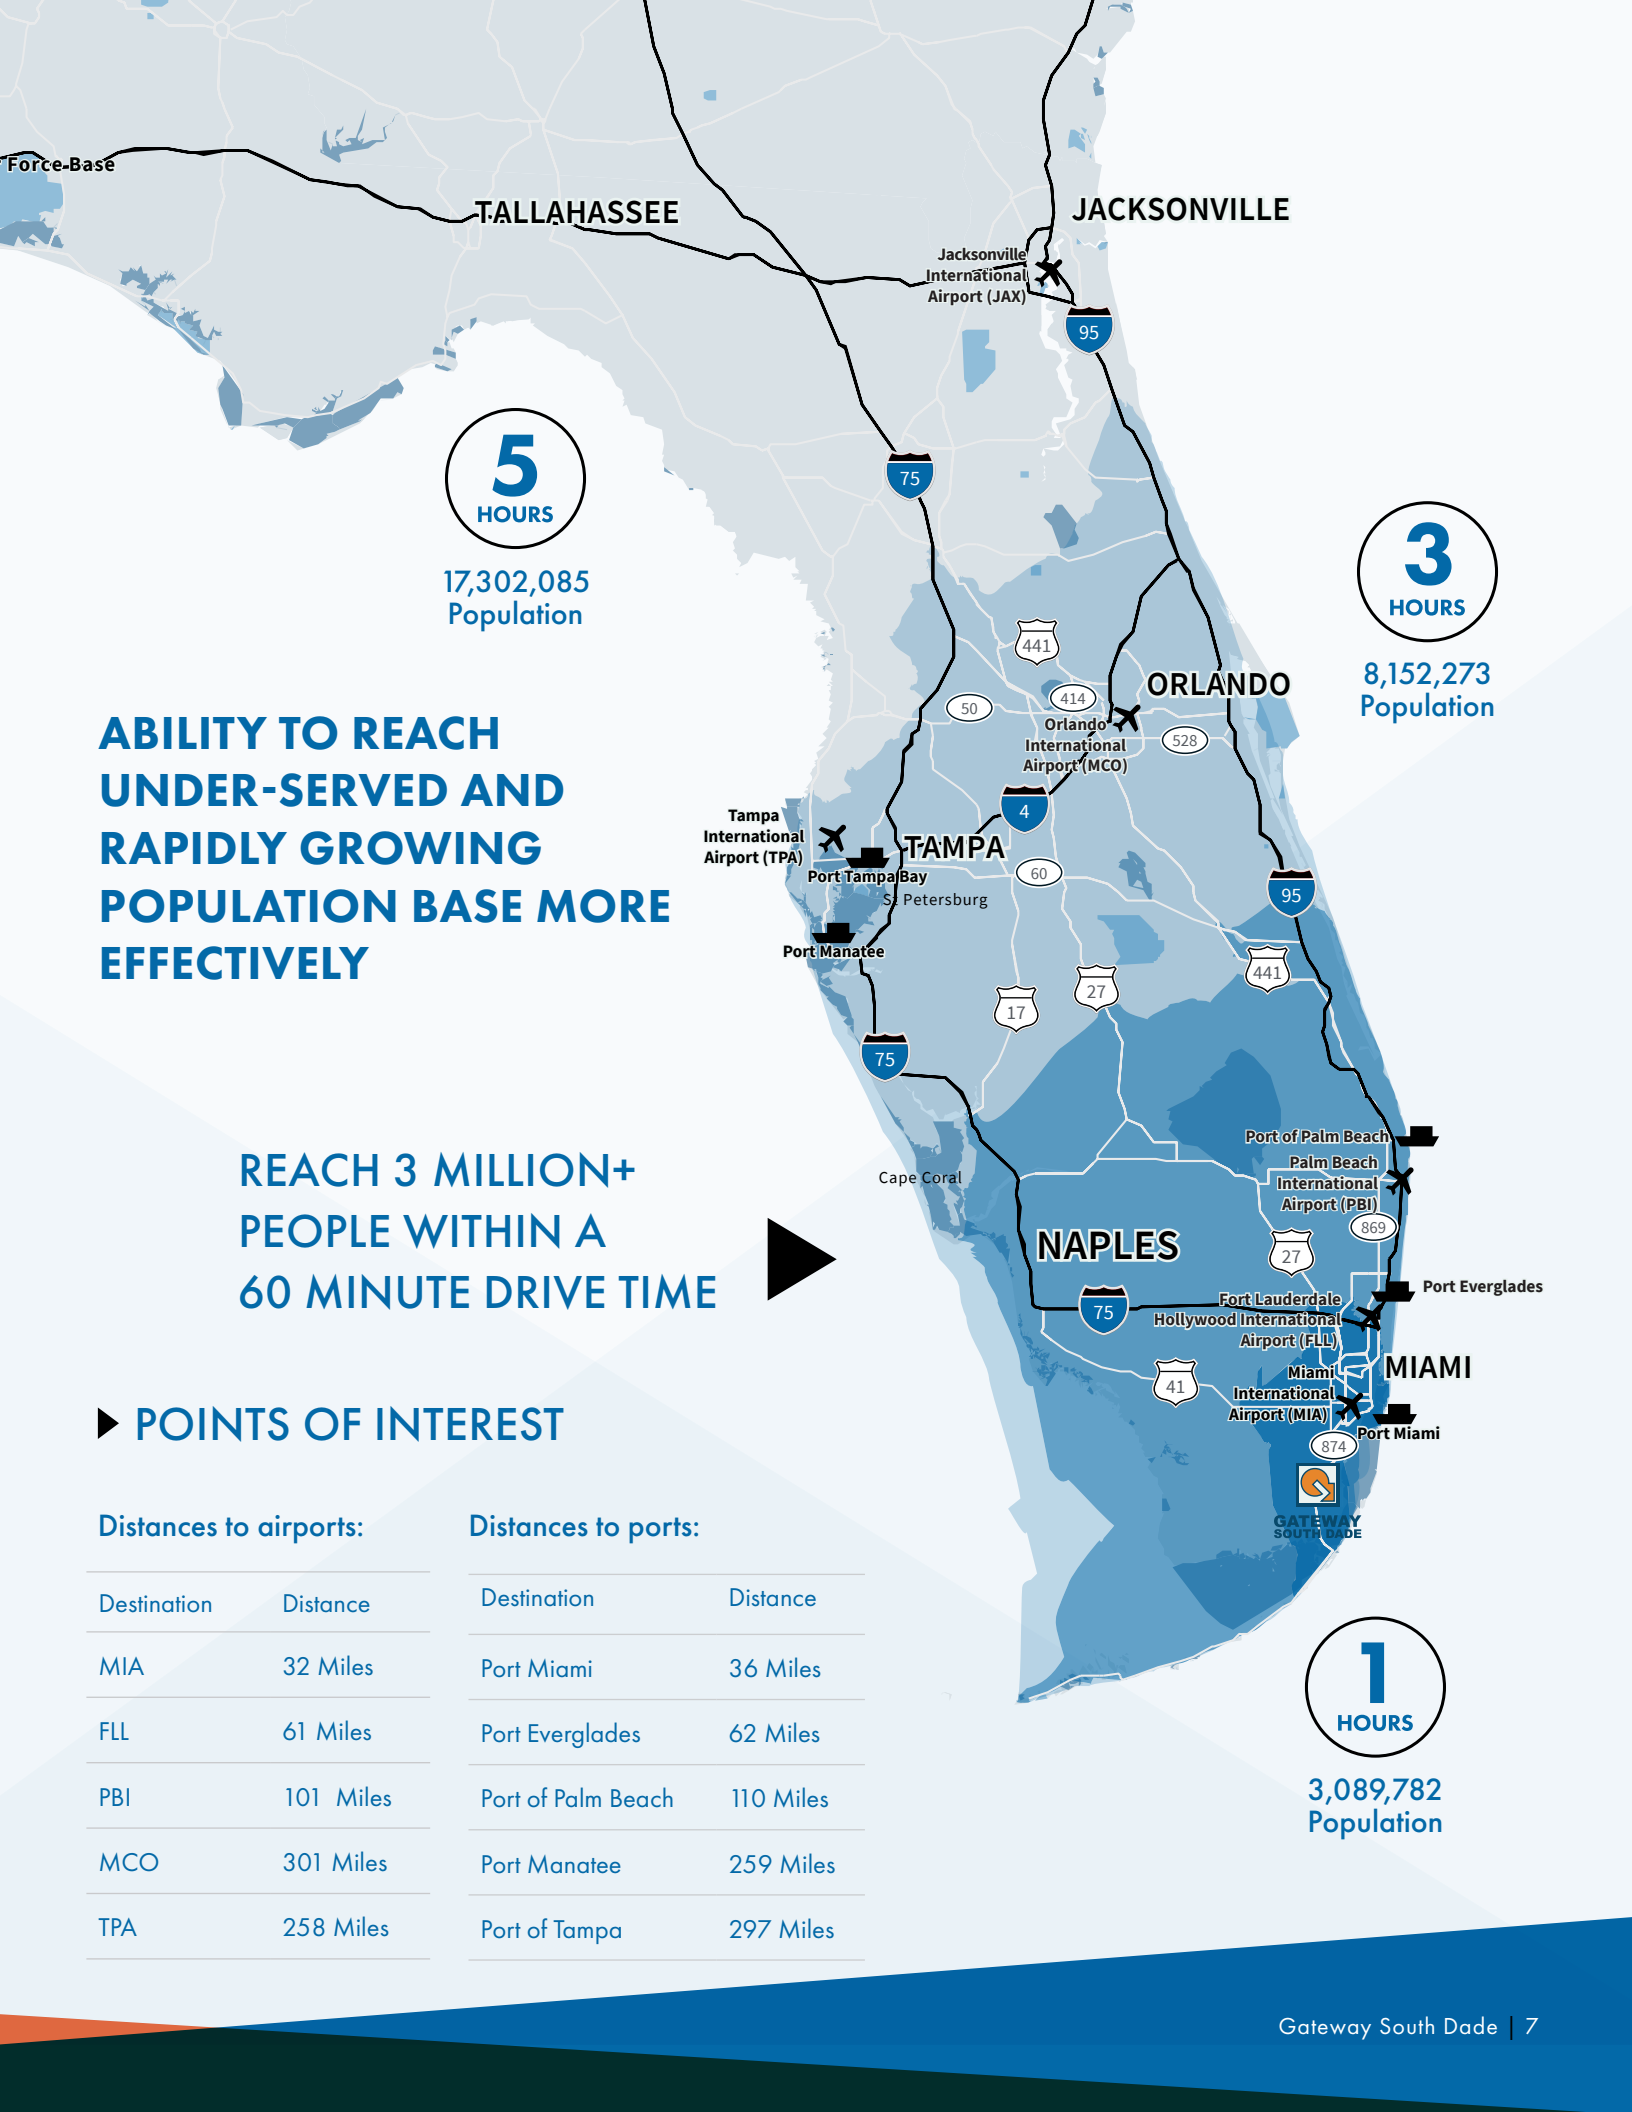 Force Base
TALLAHASSEE
JACKSONVILLE
Jacksonville
International
Airport (JAX)
95
75
5
HOURS
17,302,085
Population
3
HOURS
8,152,273
Population
441
414
50
ORLANDO
Orlando
International
Airport (MCO)
528
4
ABILITY TO REACH
UNDER-SERVED AND
RAPIDLY GROWING
POPULATION BASE MORE
EFFECTIVELY
Tampa
International
Airport (TPA)
TAMPA
Port Tampa Bay
60
St Petersburg
95
Port Manatee
441
27
17
75
REACH 3 MILLION+
PEOPLE WITHIN A
60 MINUTE DRIVE TIME
Port of Palm Beach
Palm Beach
International
Airport (PBI)
Cape Coral
869
NAPLES
27
Port Everglades
75
Fort Lauderdale
Hollywood International
Airport (FLL)
MIAMI
41
Miami
International
Airport (MIA)
Port Miami
874
GATEWAY
SOUTH DADE
POINTS OF INTEREST
Distances to airports:
Destination Distance
MIA 32 Miles
FLL 61 Miles
PBI 101 Miles
MCO 301 Miles
TPA 258 Miles
Distances to ports:
Destination Distance
Port Miami 36 Miles
Port Everglades 62 Miles
Port of Palm Beach 110 Miles
Port Manatee 259 Miles
Port of Tampa 297 Miles
1
HOURS
3,089,782
Population
Gateway South Dade | 7